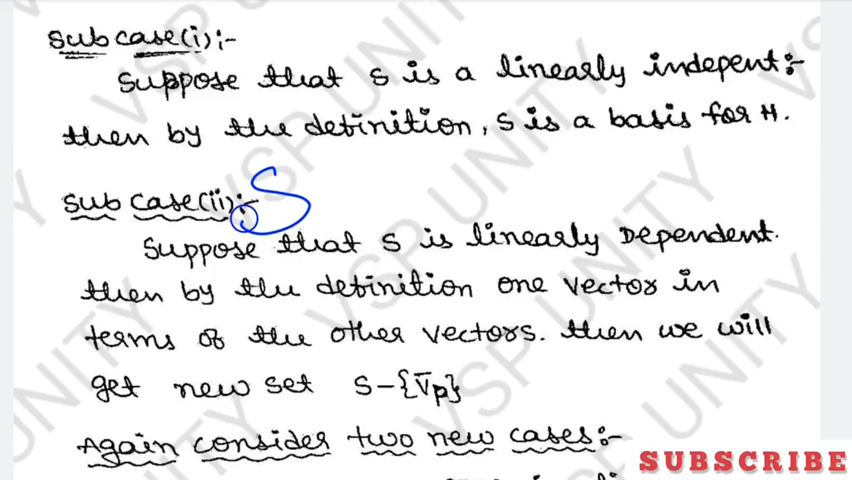 Sub case(i):-
Suppose that S is a linearly indepent:-
then by the definition, S is a basis for H.
Sub case(ii):- S
Suppose that S is linearly Dependent.
then by the definition one vector in
terms of the other vectors. then we will
get new set S-{V̄p}
Again consider two new cases:-
SUBSCRIBE
VSP UNITY